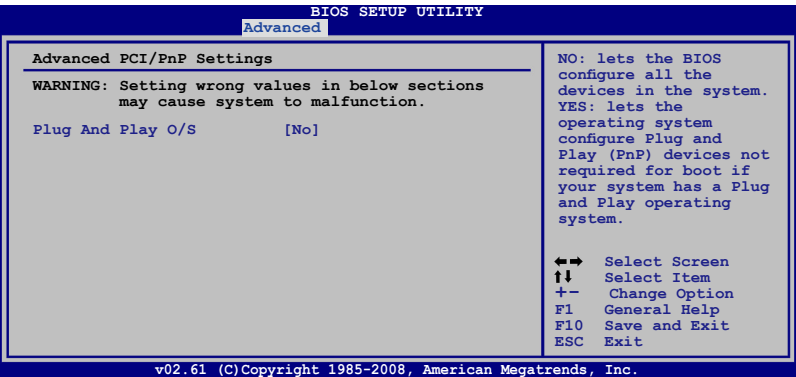 BIOS SETUP UTILITY
Advanced
Advanced PCI/PnP Settings
WARNING: Setting wrong values in below sections
may cause system to malfunction.
Plug And Play O/S [No]
NO: lets the BIOS
configure all the
devices in the system.
YES: lets the
operating system
configure Plug and
Play (PnP) devices not
required for boot if
your system has a Plug
and Play operating
system.
←→ Select Screen
↑↓ Select Item
+- Change Option
F1 General Help
F10 Save and Exit
ESC Exit
v02.61 (C)Copyright 1985-2008, American Megatrends, Inc.